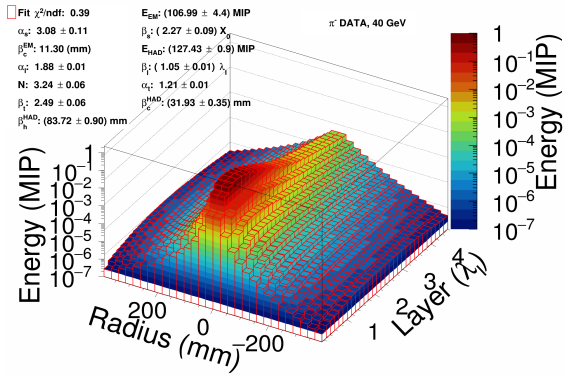 Fit χ²/ndf: 0.39
E_EM: (106.99 ± 4.4) MIP
π⁻ DATA, 40 GeV
α_s: 3.08 ± 0.11
β_s: (2.27 ± 0.09) X_0
β_c^EM: 11.30 (mm)
E_HAD: (127.43 ± 0.9) MIP
α_f: 1.88 ± 0.01
β_l: (1.05 ± 0.01) λ_I
N: 3.24 ± 0.06
α_t: 1.21 ± 0.01
β_f: 2.49 ± 0.06
β_c^HAD: (31.93 ± 0.35) mm
β_h^HAD: (83.72 ± 0.90) mm
1
10⁻¹
10⁻²
10⁻³
10⁻⁴
10⁻⁵
10⁻⁶
10⁻⁷
Energy (MIP)
1
10⁻¹
10⁻²
10⁻³
10⁻⁴
10⁻⁵
10⁻⁶
10⁻⁷
Energy (MIP)
200
0
−200
Radius (mm)
1
2
3
4
Layer (λ_I)